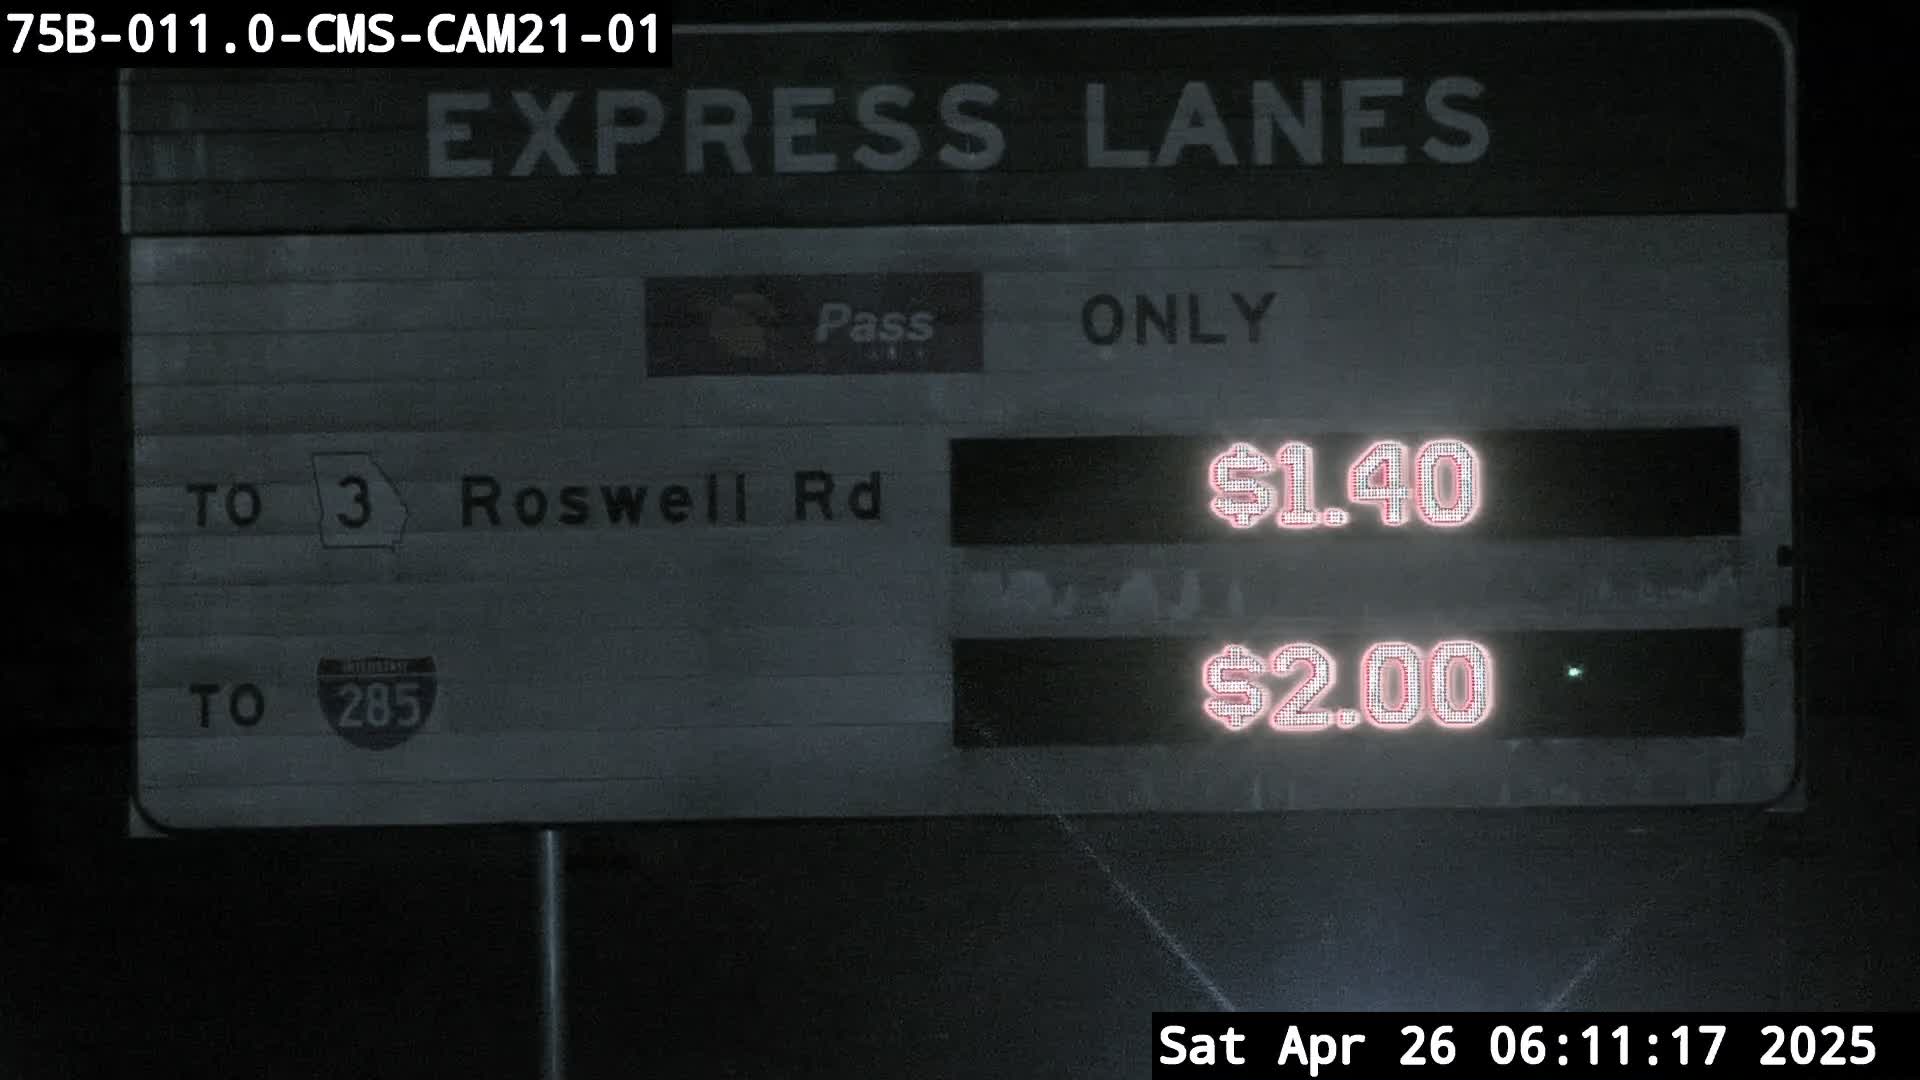 75B-011.0-CMS-CAM21-01
EXPRESS LANES
Pass ONLY
TO 3 Roswell Rd $1.40
TO 285 $2.00
Sat Apr 26 06:11:17 2025